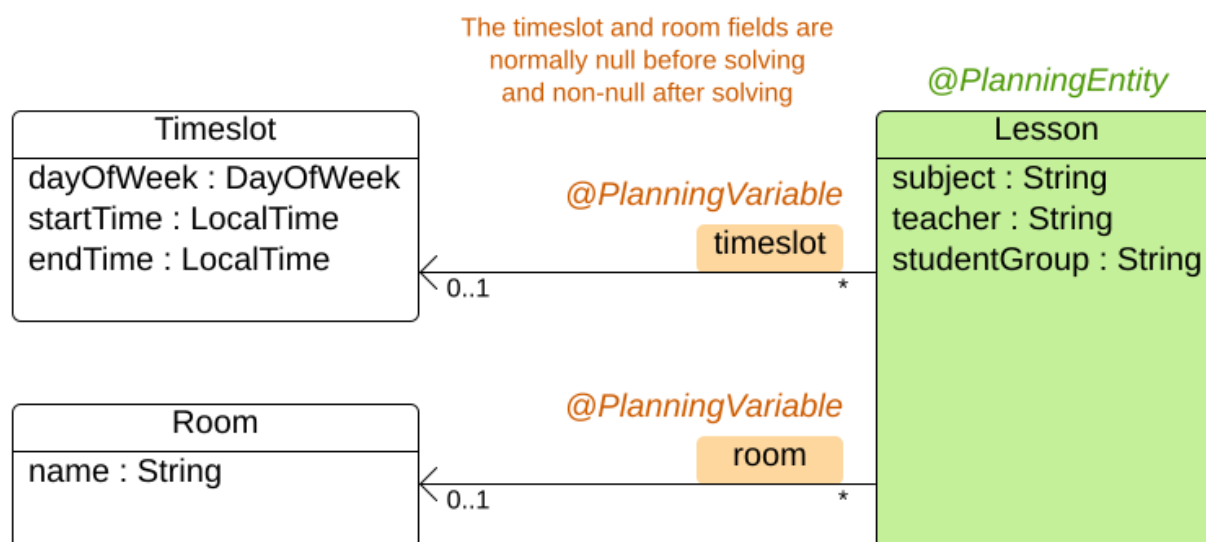 The timeslot and room fields are
normally null before solving
and non-null after solving
@PlanningEntity
Timeslot
dayOfWeek : DayOfWeek
startTime : LocalTime
endTime : LocalTime
@PlanningVariable
timeslot
0..1
*
Lesson
subject : String
teacher : String
studentGroup : String
Room
name : String
@PlanningVariable
room
0..1
*